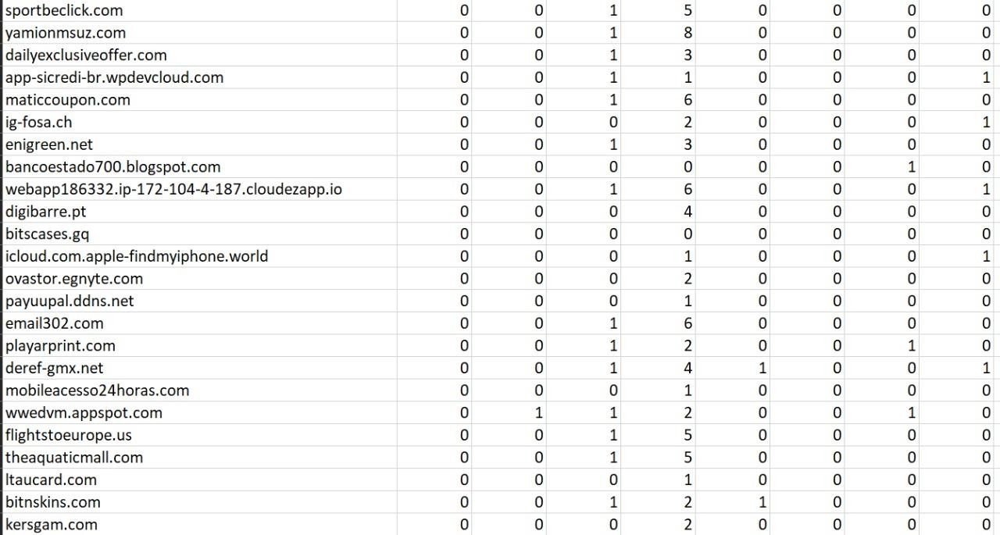 sportbeclick.com 0 0 1 5 0 0 0 0
yamionmsuz.com 0 0 1 8 0 0 0 0
dailyexclusiveoffer.com 0 0 1 3 0 0 0 0
app-sicredi-br.wpdevcloud.com 0 0 1 1 0 0 0 1
maticcoupon.com 0 0 1 6 0 0 0 0
ig-fosa.ch 0 0 0 2 0 0 0 1
enigreen.net 0 0 1 3 0 0 0 0
bancoestado700.blogspot.com 0 0 0 0 0 0 1 0
webapp186332.ip-172-104-4-187.cloudezapp.io 0 0 1 6 0 0 0 1
digibarre.pt 0 0 0 4 0 0 0 0
bitscases.gq 0 0 0 0 0 0 0 0
icloud.com.apple-findmyiphone.world 0 0 0 1 0 0 0 1
ovastor.egnyte.com 0 0 0 2 0 0 0 0
payuupal.ddns.net 0 0 0 1 0 0 0 0
email302.com 0 0 1 6 0 0 0 0
playarprint.com 0 0 1 2 0 0 1 0
deref-gmx.net 0 0 1 4 1 0 0 1
mobileacesso24horas.com 0 0 0 1 0 0 0 0
wwedvm.appspot.com 0 1 1 2 0 0 1 0
flightstoeurope.us 0 0 1 5 0 0 0 0
theaquaticmall.com 0 0 1 5 0 0 0 0
ltaucard.com 0 0 0 1 0 0 0 0
bitnskins.com 0 0 1 2 1 0 0 0
kersgam.com 0 0 0 2 0 0 0 0